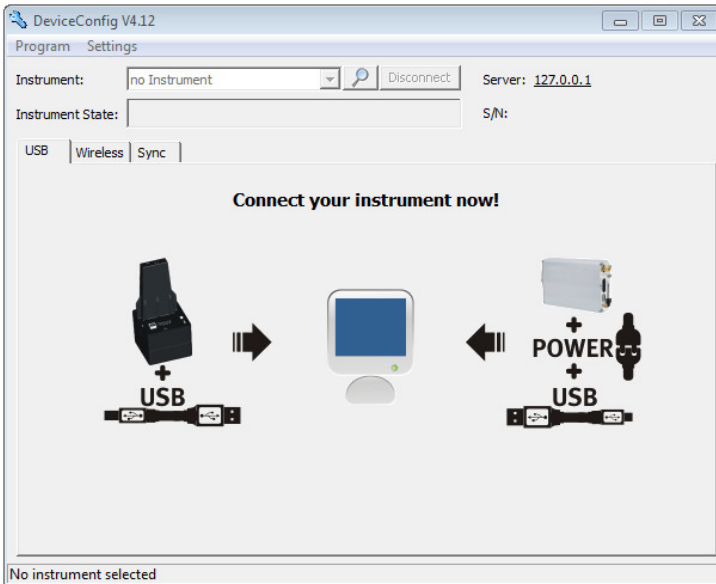 DeviceConfig V4.12
Program Settings
Instrument: no Instrument Disconnect Server: 127.0.0.1
Instrument State: S/N:
USB Wireless Sync
Connect your instrument now!
+
POWER
+ +
USB USB
No instrument selected